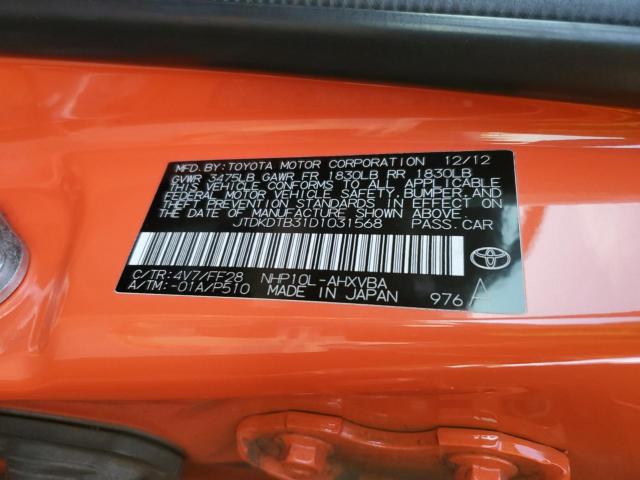 MFD.BY:TOYOTA MOTOR CORPORATION 12/12
GVWR 3475LB GAWR FR 1830LB RR 1830LB
THIS VEHICLE CONFORMS TO ALL APPLICABLE
FEDERAL MOTOR VEHICLE SAFETY, BUMPER, AND
THEFT PREVENTION STANDARDS IN EFFECT ON
THE DATE OF MANUFACTURE SHOWN ABOVE.
JTDKDTB31D1031568 PASS.CAR
C/TR:4V7/FF28 NHP10L-AHXVBA
A/TM:-01A/P510 MADE IN JAPAN 976 A
TOYOTA